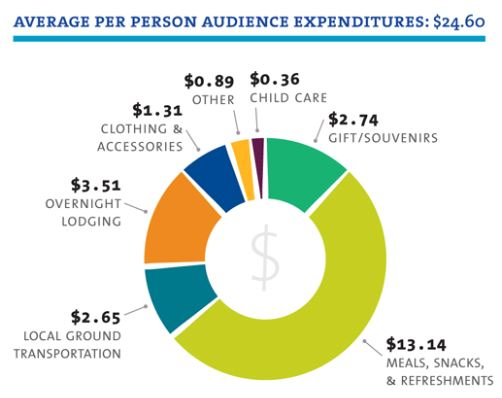 AVERAGE PER PERSON AUDIENCE EXPENDITURES: $24.60
$0.89
OTHER
$0.36
CHILD CARE
$2.74
GIFT/SOUVENIRS
$1.31
CLOTHING &
ACCESSORIES
$3.51
OVERNIGHT
LODGING
$2.65
LOCAL GROUND
TRANSPORTATION
$13.14
MEALS, SNACKS,
& REFRESHMENTS
$